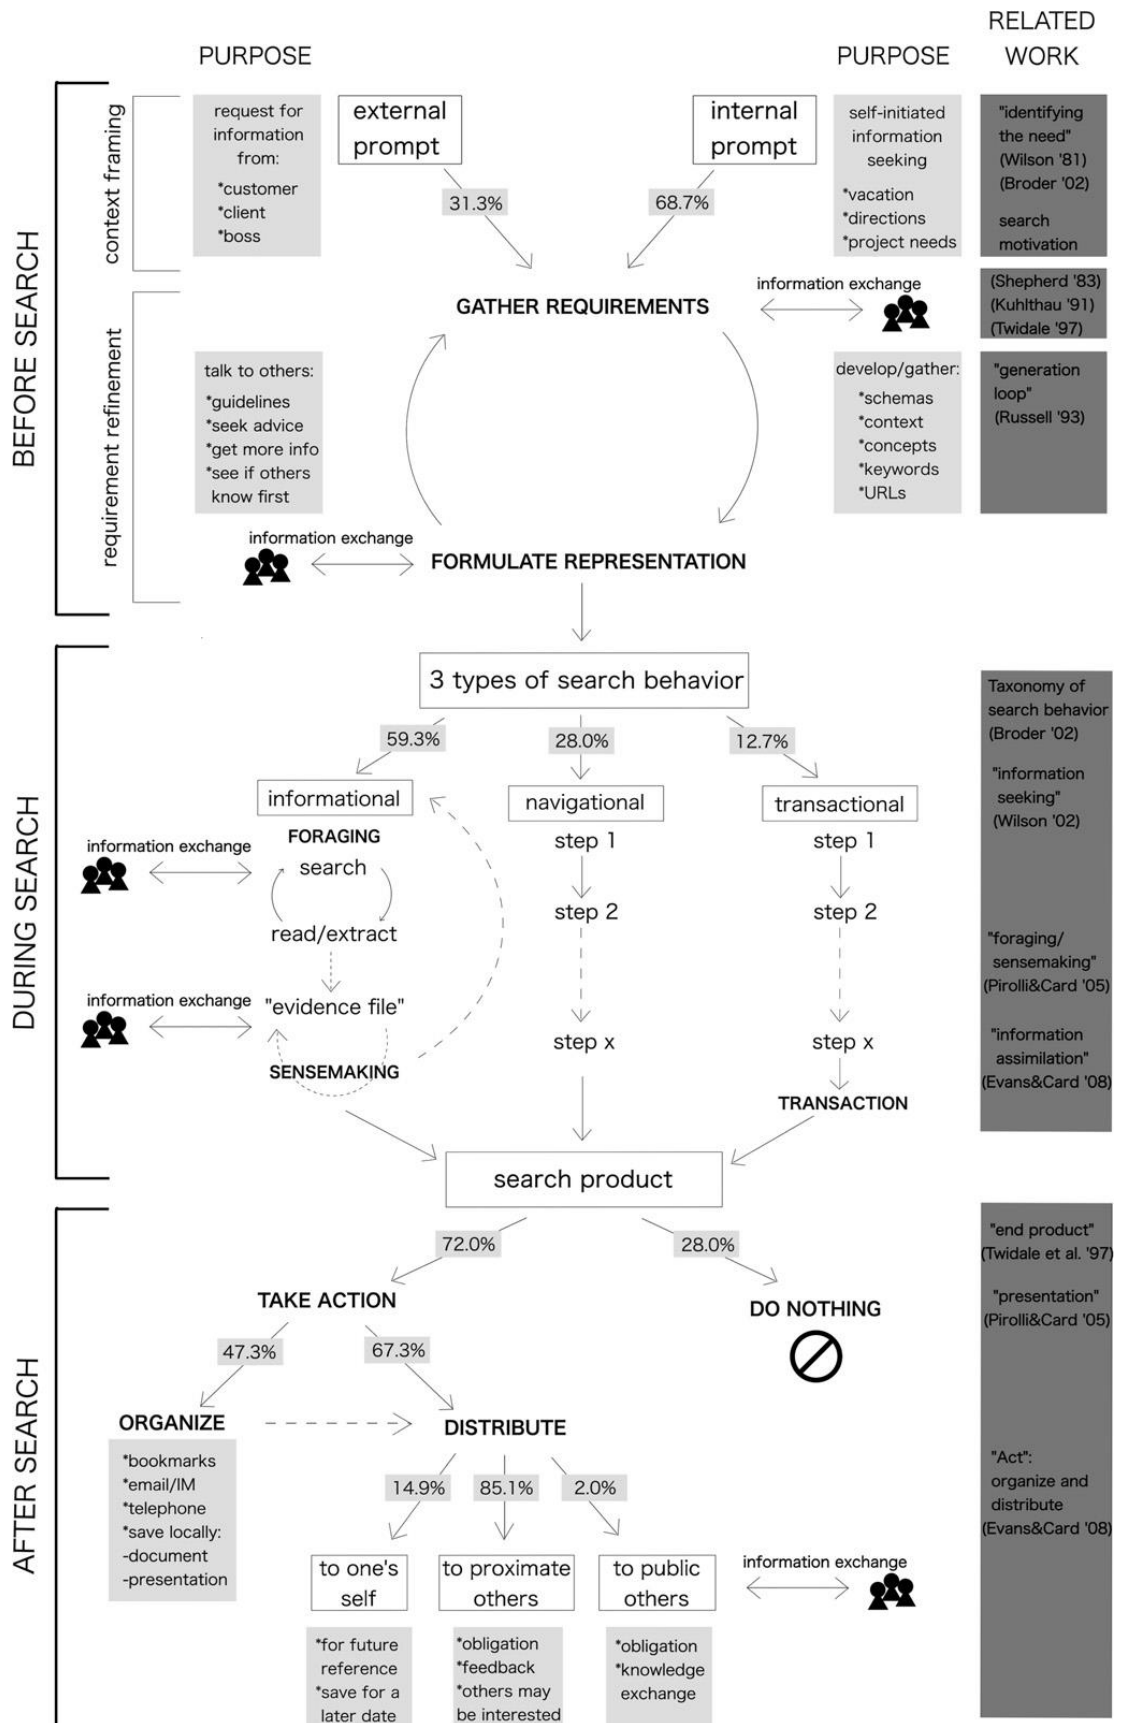 PURPOSE
PURPOSE
RELATED
WORK
BEFORE SEARCH
context framing
request for
information
from:
*customer
*client
*boss
external
prompt
internal
prompt
31.3%
68.7%
self-initiated
information
seeking
*vacation
*directions
*project needs
"identifying
the need"
(Wilson '81)
(Broder '02)
search
motivation
requirement refinement
GATHER REQUIREMENTS
information exchange
(Shepherd '83)
(Kuhlthau '91)
(Twidale '97)
talk to others:
*guidelines
*seek advice
*get more info
*see if others
know first
develop/gather:
*schemas
*context
*concepts
*keywords
*URLs
"generation
loop"
(Russell '93)
information exchange
FORMULATE REPRESENTATION
DURING SEARCH
3 types of search behavior
59.3%
28.0%
12.7%
informational
navigational
transactional
Taxonomy of
search behavior
(Broder '02)
"information
seeking"
(Wilson '02)
FORAGING
search
read/extract
information exchange
"evidence file"
information exchange
SENSEMAKING
step 1
step 2
step x
step 1
step 2
step x
TRANSACTION
"foraging/
sensemaking"
(Pirolli&Card '05)
"information
assimilation"
(Evans&Card '08)
search product
AFTER SEARCH
72.0%
28.0%
TAKE ACTION
DO NOTHING
"end product"
(Twidale et al. '97)
"presentation"
(Pirolli&Card '05)
47.3%
67.3%
ORGANIZE
DISTRIBUTE
*bookmarks
*email/IM
*telephone
*save locally:
-document
-presentation
14.9%
85.1%
2.0%
"Act":
organize and
distribute
(Evans&Card '08)
to one's
self
to proximate
others
to public
others
information exchange
*for future
reference
*save for a
later date
*obligation
*feedback
*others may
be interested
*obligation
*knowledge
exchange